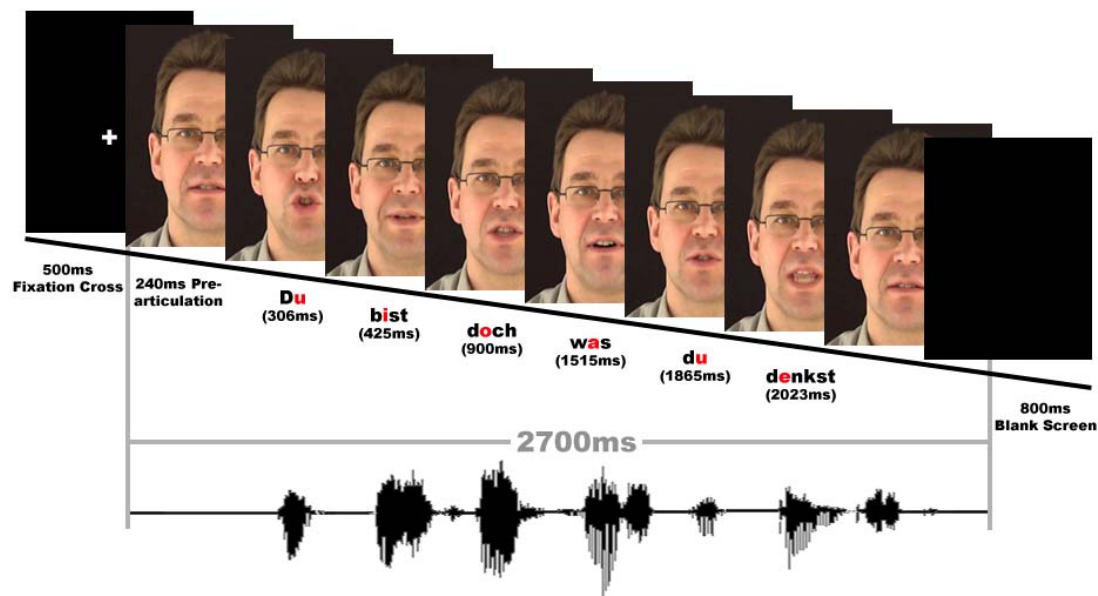 500ms
Fixation Cross
240ms Pre-
articulation
Du
(306ms)
bist
(425ms)
doch
(900ms)
was
(1515ms)
du
(1865ms)
denkst
(2023ms)
800ms
Blank Screen
2700ms